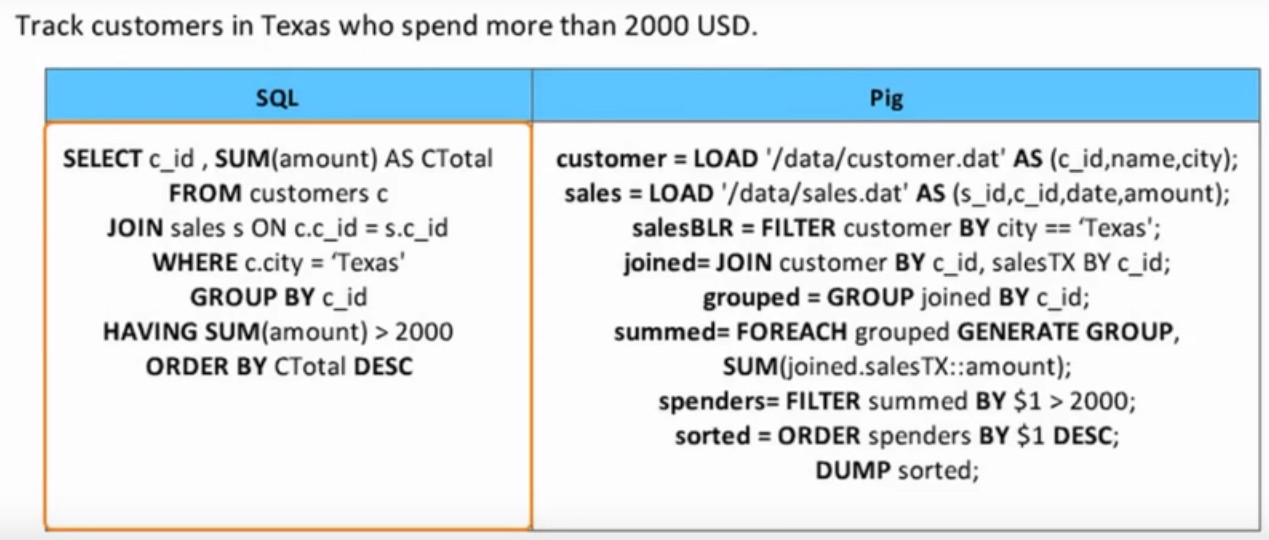 Track customers in Texas who spend more than 2000 USD.
SQL
Pig
SELECT c_id , SUM(amount) AS CTotal
FROM customers c
JOIN sales s ON c.c_id = s.c_id
WHERE c.city = ‘Texas'
GROUP BY c_id
HAVING SUM(amount) > 2000
ORDER BY CTotal DESC
customer = LOAD '/data/customer.dat' AS (c_id,name,city);
sales = LOAD '/data/sales.dat' AS (s_id,c_id,date,amount);
salesBLR = FILTER customer BY city == ‘Texas';
joined= JOIN customer BY c_id, salesTX BY c_id;
grouped = GROUP joined BY c_id;
summed= FOREACH grouped GENERATE GROUP,
SUM(joined.salesTX::amount);
spenders= FILTER summed BY $1 > 2000;
sorted = ORDER spenders BY $1 DESC;
DUMP sorted;